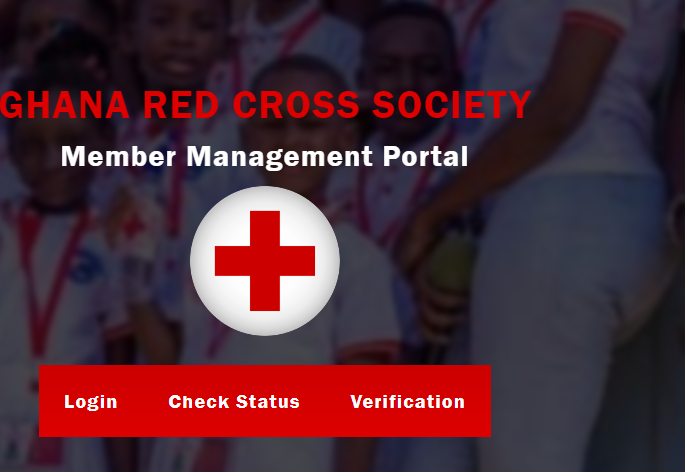 GHANA RED CROSS SOCIETY
Member Management Portal
Login Check Status Verification